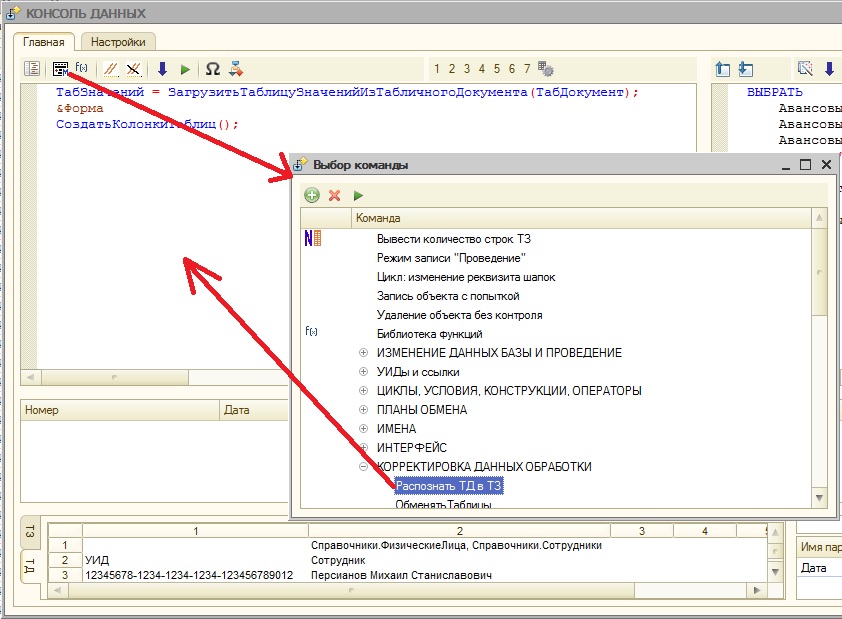 КОНСОЛЬ ДАННЫХ
Главная Настройки
1 2 3 4 5 6 7
ТабЗначений = ЗагрузитьТаблицуЗначенийИзТабличногоДокумента(ТабДокумент);
&Форма
СоздатьКолонкиТаблиц();
ВЫБРАТЬ
Авансовы
Авансовы
Авансовы
Выбор команды
Команда
Вывести количество строк ТЗ
Режим записи "Проведение"
Цикл: изменение реквизита шапок
Запись объекта с попыткой
Удаление объекта без контроля
Библиотека функций
ИЗМЕНЕНИЕ ДАННЫХ БАЗЫ И ПРОВЕДЕНИЕ
УИДы и ссылки
ЦИКЛЫ, УСЛОВИЯ, КОНСТРУКЦИИ, ОПЕРАТОРЫ
ПЛАНЫ ОБМЕНА
ИМЕНА
ИНТЕРФЕЙС
КОРРЕКТИРОВКА ДАННЫХ ОБРАБОТКИ
Распознать ТД в ТЗ
ОбменятьТаблицы
Номер Дата
ТЗ
ТД
1 2 3 4 5
1 Справочники.ФизическиеЛица, Справочники.Сотрудники
2 УИД Сотрудник
3 12345678-1234-1234-1234-123456789012 Персианов Михаил Станиславович
Имя пар
Дата